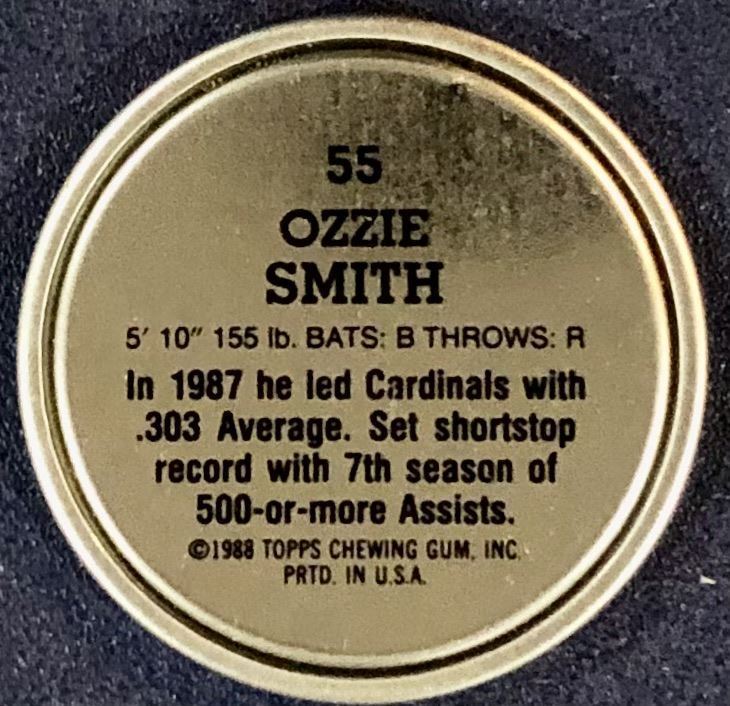 55
OZZIE
SMITH
5' 10" 155 lb. BATS: B THROWS: R
In 1987 he led Cardinals with
.303 Average. Set shortstop
record with 7th season of
500-or-more Assists.
©1988 TOPPS CHEWING GUM, INC.
PRTD. IN U.S.A.